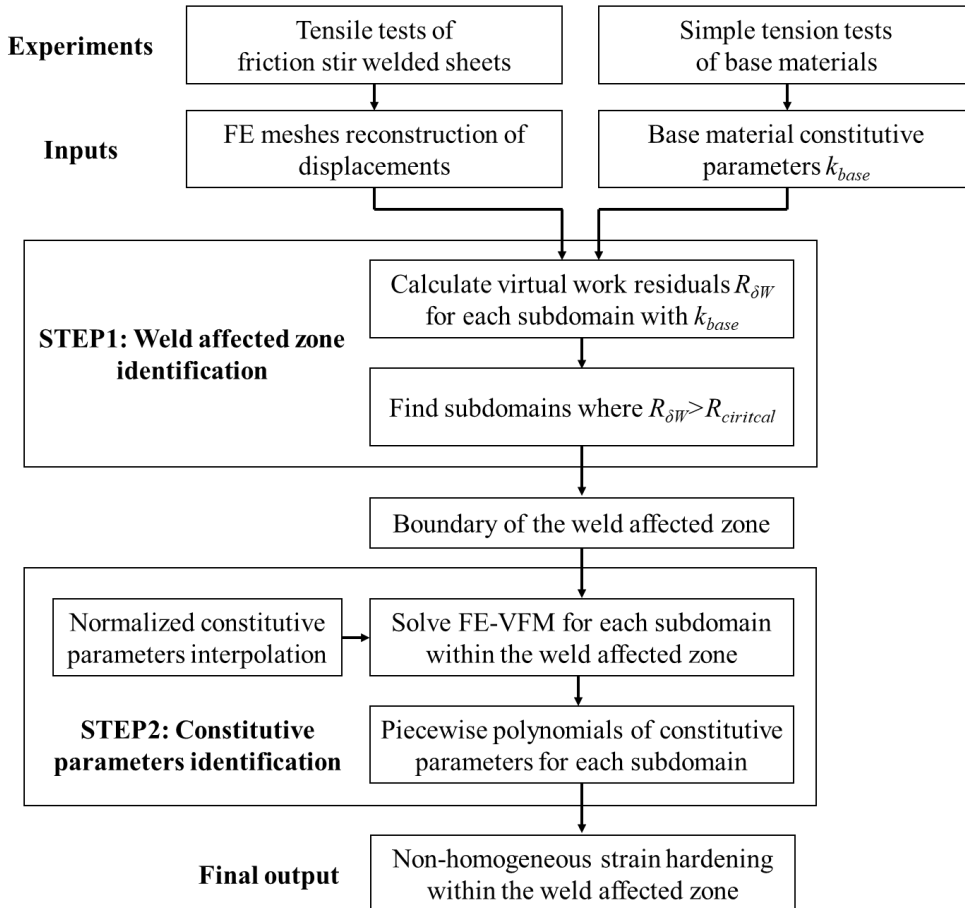 Experiments
Tensile tests of
friction stir welded sheets
Simple tension tests
of base materials
Inputs
FE meshes reconstruction of
displacements
Base material constitutive
parameters k_base
STEP1: Weld affected zone
identification
Calculate virtual work residuals R_δW
for each subdomain with k_base
Find subdomains where R_δW>R_ciritcal
Boundary of the weld affected zone
Normalized constitutive
parameters interpolation
Solve FE-VFM for each subdomain
within the weld affected zone
STEP2: Constitutive
parameters identification
Piecewise polynomials of constitutive
parameters for each subdomain
Final output
Non-homogeneous strain hardening
within the weld affected zone